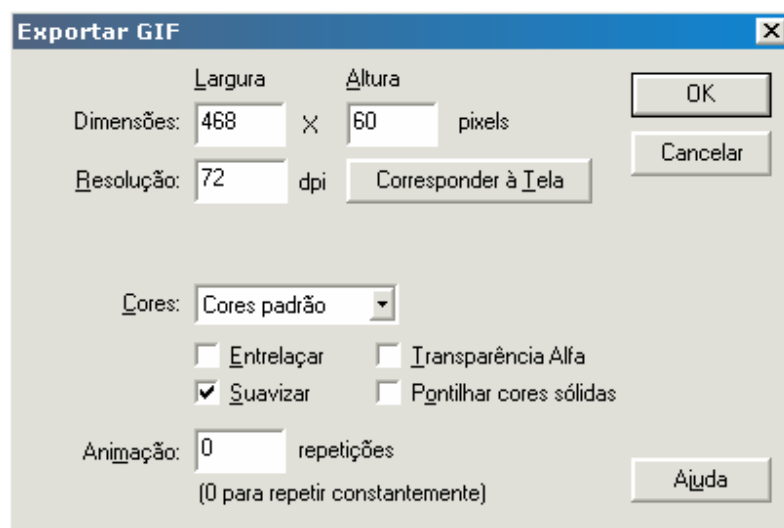 Exportar GIF
Largura Altura
Dimensões: 468 X 60 pixels
OK
Cancelar
Resolução: 72 dpi Corresponder à Tela
Cores: Cores padrão
Entrelaçar Transparência Alfa
Suavizar Pontilhar cores sólidas
Animação: 0 repetições
(0 para repetir constantemente)
Ajuda